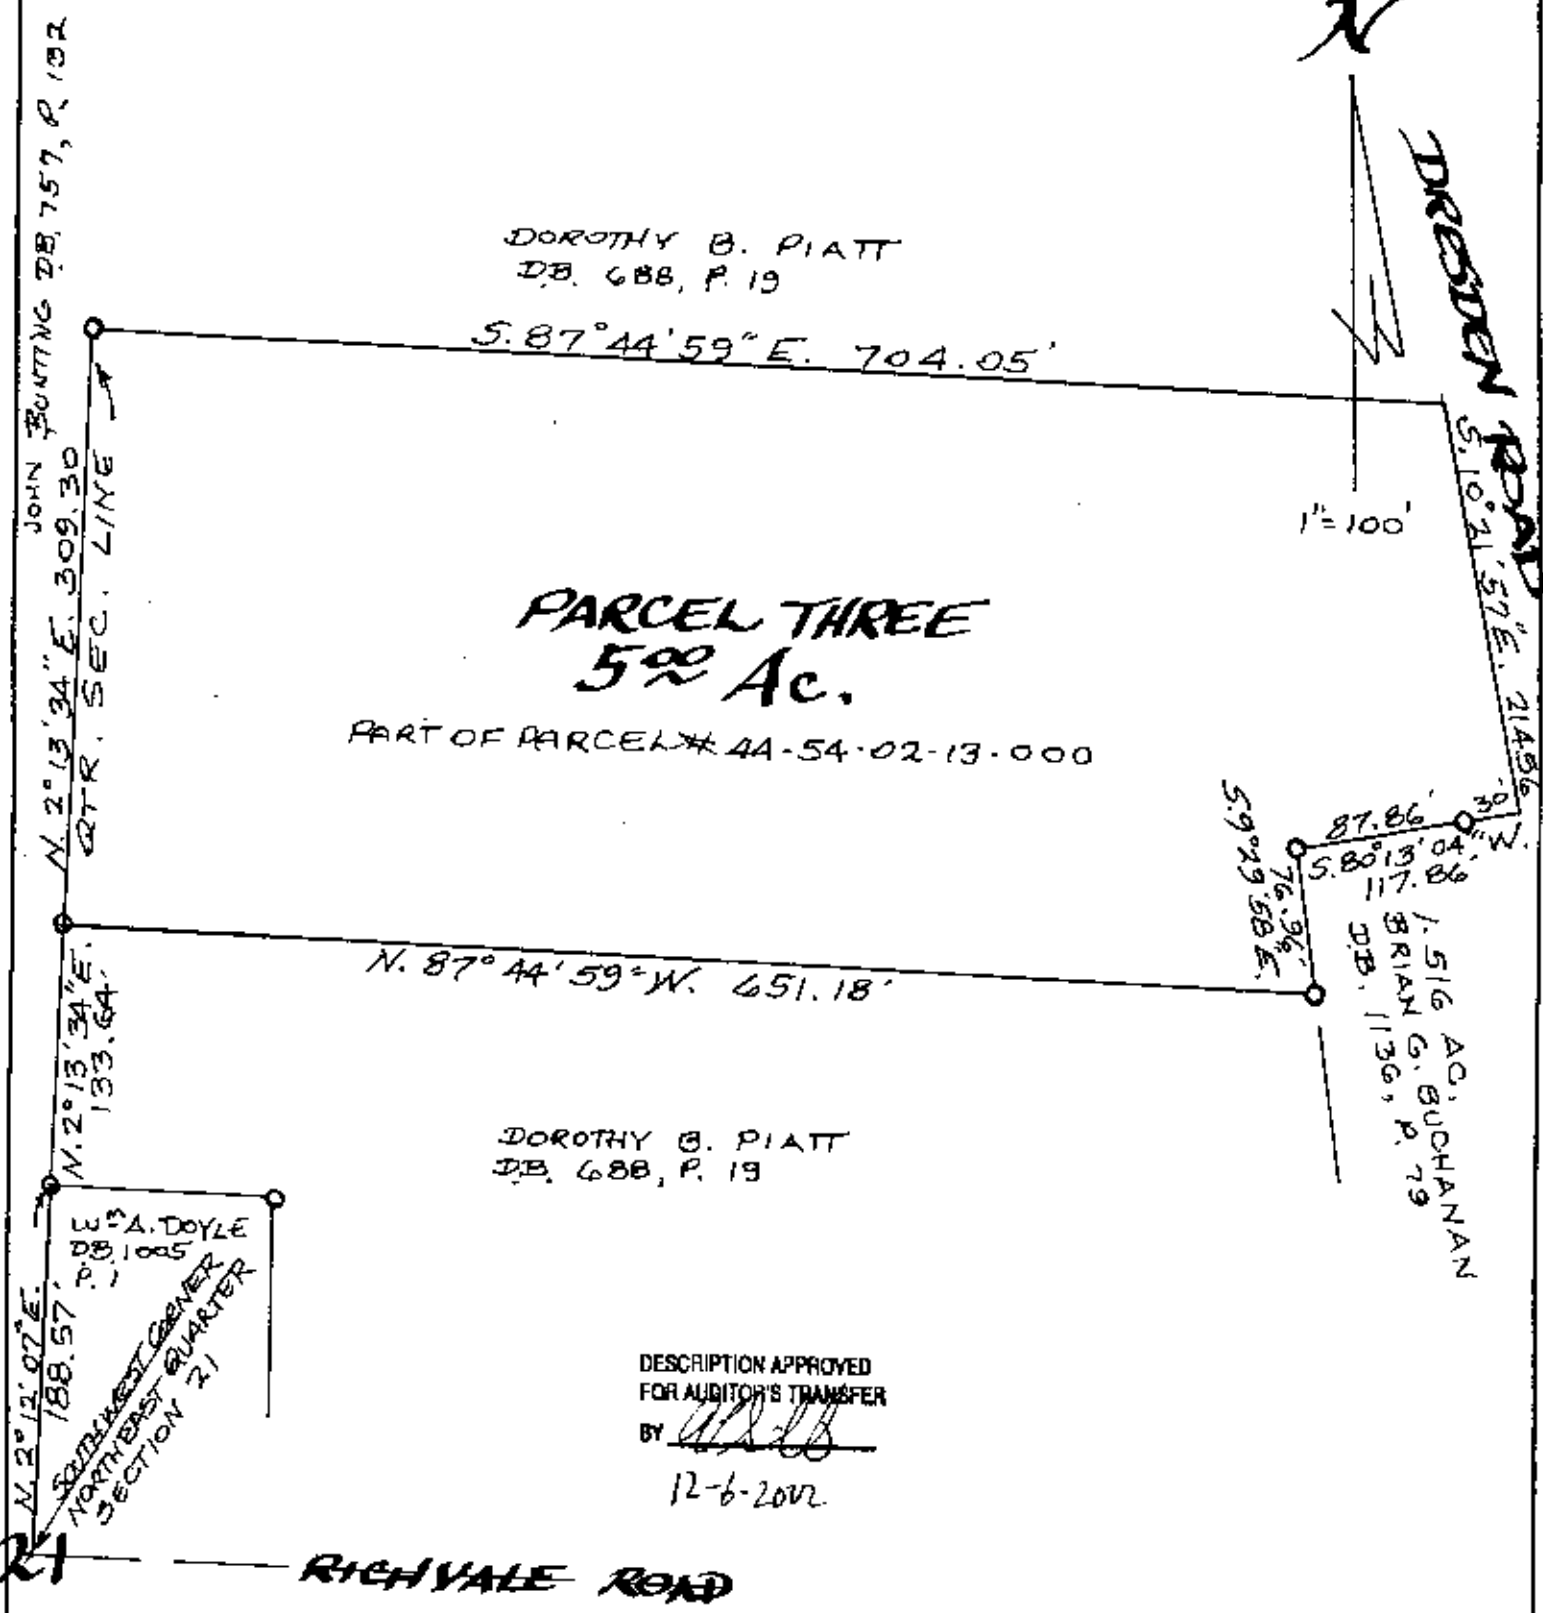 N
JOHN BUNTING DB. 757, P. 132
DRESDEN ROAD
DOROTHY B. PIATT
D.B. 688, P. 19
S. 87° 44' 59" E. 704.05'
1"=100'
S. 10° 21' 57" E. 214.86'
N. 2° 13' 34" E. 309.30
QTR. SEC. LINE
PARCEL THREE
5.00 Ac.
PART OF PARCEL # 44-54-02-13-000
30'
87.86'
S. 80° 13' 04" W.
117.86'
S. 9° 29' 58 E.
76.96'
1.516 AC.
BRIAN G. BUCHANAN
D.B. 1136, P. 79
N. 87° 44' 59" W. 651.18'
N. 2° 13' 34" E.
133.64'
DOROTHY B. PIATT
D.B. 688, P. 19
A. DOYLE
DB. 1005
P. 1
N. 2° 12' 07" E.
188.57'
SOUTHWEST CORNER
NORTHEAST QUARTER
SECTION 21
DESCRIPTION APPROVED
FOR AUDITOR'S TRANSFER
BY
12-6-2002
21
RICHVALE ROAD